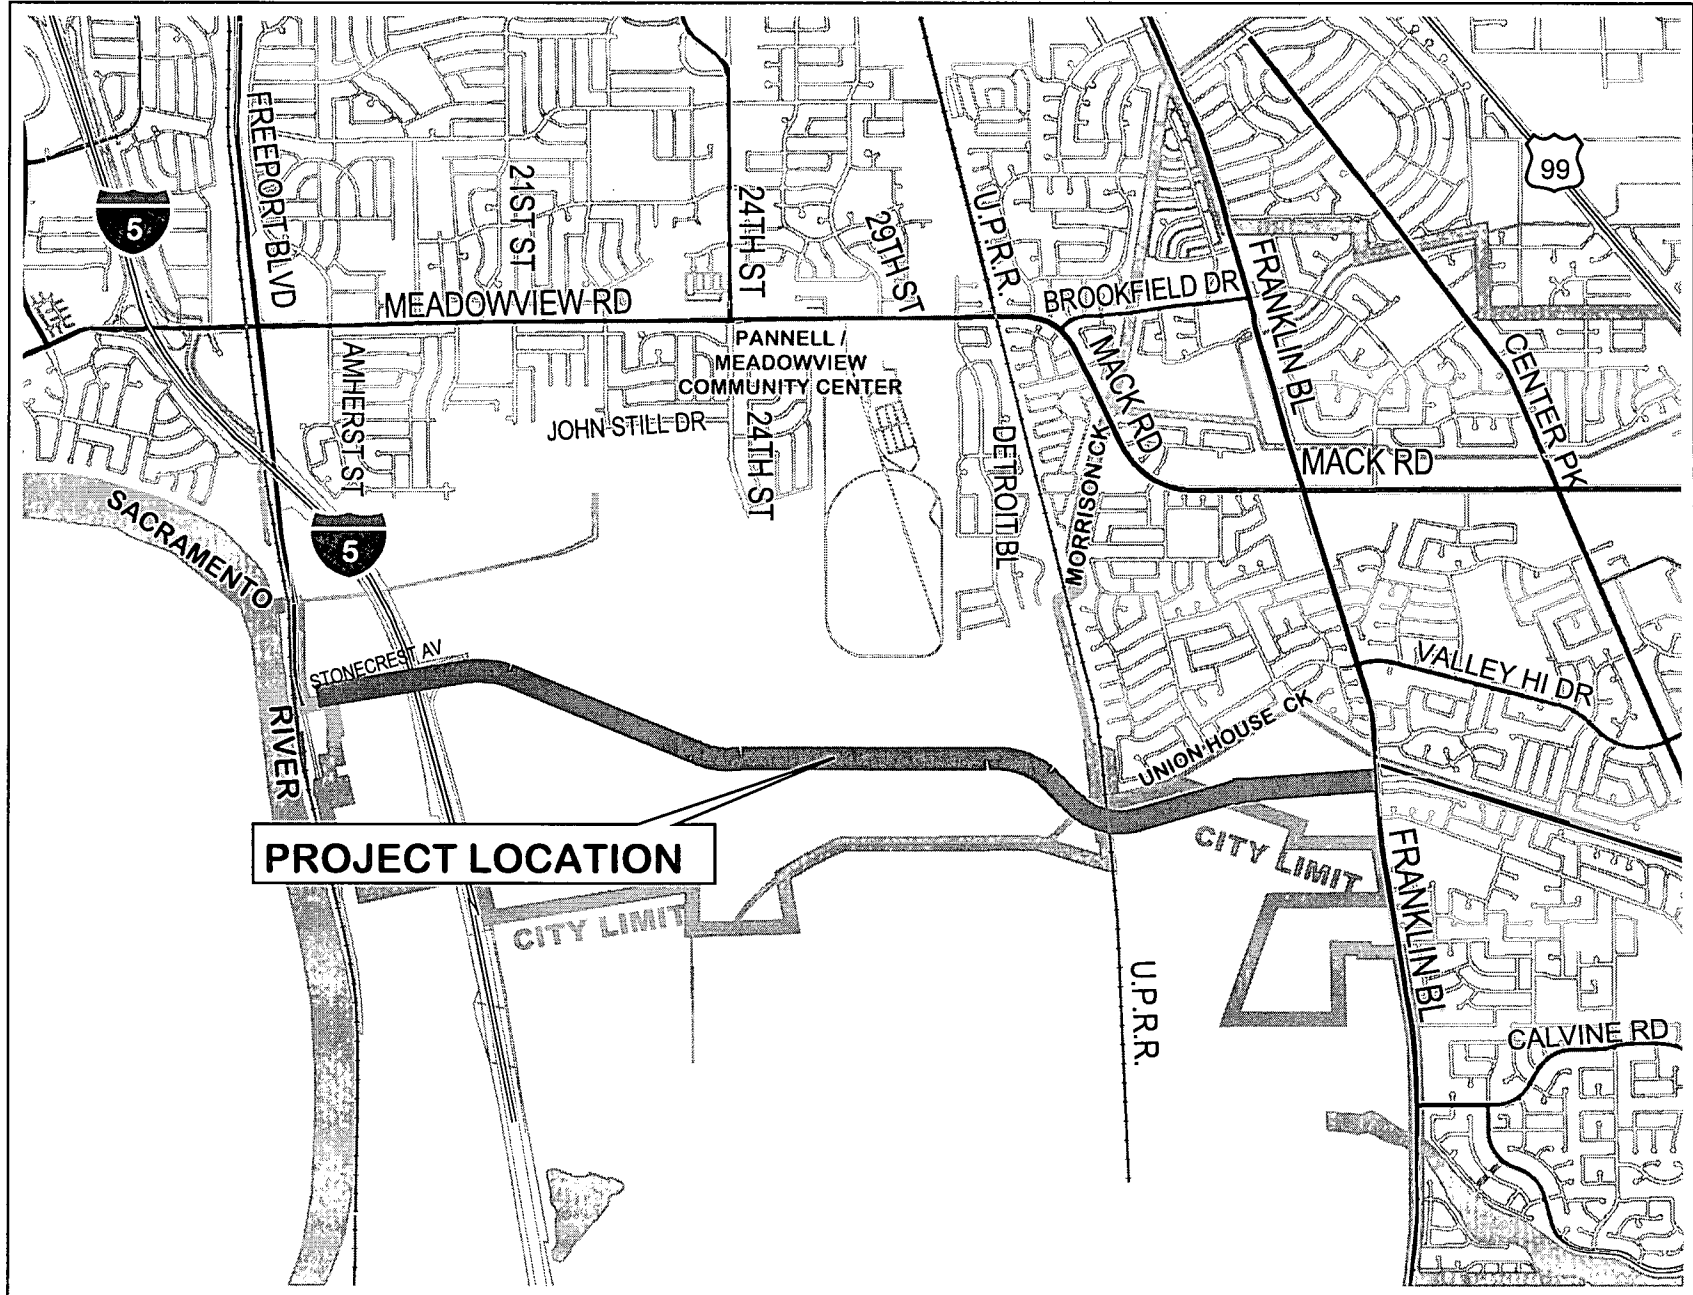 99
5
FREEPORT BLVD
21ST ST
24TH ST
29TH ST
U.P.R.R.
BROOKFIELD DR
FRANKLIN BL
MEADOWVIEW RD
PANNELL /
MEADOWVIEW
COMMUNITY CENTER
AMHERST ST
JOHN STILL DR
24TH ST
DETROIT BL
MORRISON CK
MACK RD
MACK RD
CENTER PK
SACRAMENTO
RIVER
5
STONECREST AV
VALLEY HI DR
UNION HOUSE CK
PROJECT LOCATION
CITY LIMIT
CITY LIMIT
FRANKLIN BL
U.P.R.R.
CALVINE RD